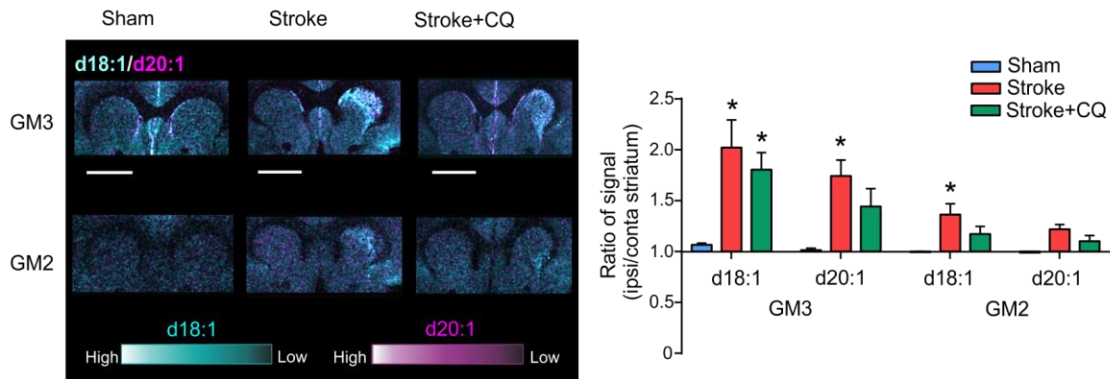 Sham Stroke Stroke+CQ
d18:1/d20:1
GM3
GM2
d18:1 d20:1
High Low High Low
Sham
Stroke
Stroke+CQ
Ratio of signal
(ipsi/conta striatum)
2.5
2.0
1.5
1.0
0.5
0
* * * *
d18:1 d20:1 d18:1 d20:1
GM3 GM2